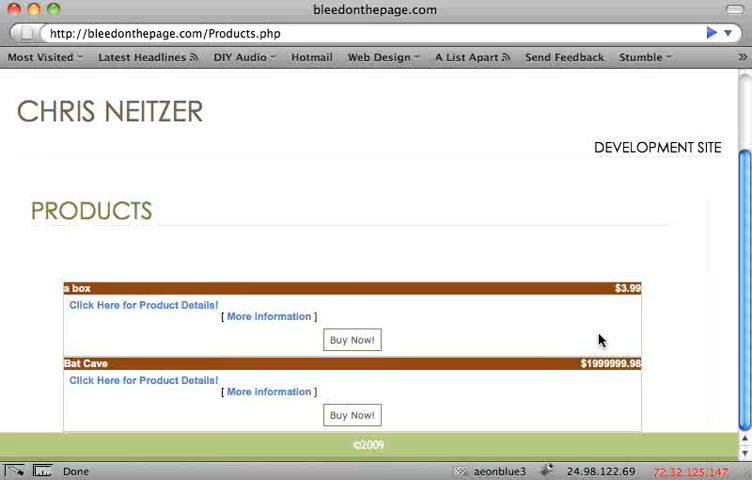 bleedonthepage.com
http://bleedonthepage.com/Products.php
Most Visited Latest Headlines DIY Audio Hotmail Web Design A List Apart Send Feedback Stumble »
CHRIS NEITZER
DEVELOPMENT SITE
PRODUCTS
a box $3.99
Click Here for Product Details!
[ More Information ]
Buy Now!
Bat Cave $1999999.98
Click Here for Product Details!
[ More Information ]
Buy Now!
©2009
Done aeonblue3 24.98.122.69 72.32.125.147